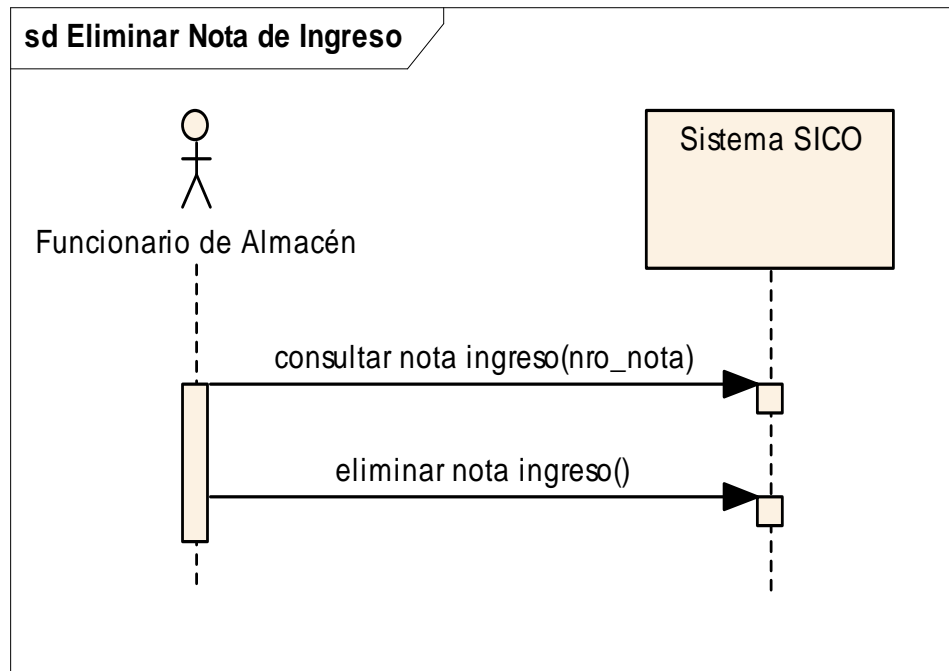 sd Eliminar Nota de Ingreso
Sistema SICO
Funcionario de Almacén
consultar nota ingreso(nro_nota)
eliminar nota ingreso()